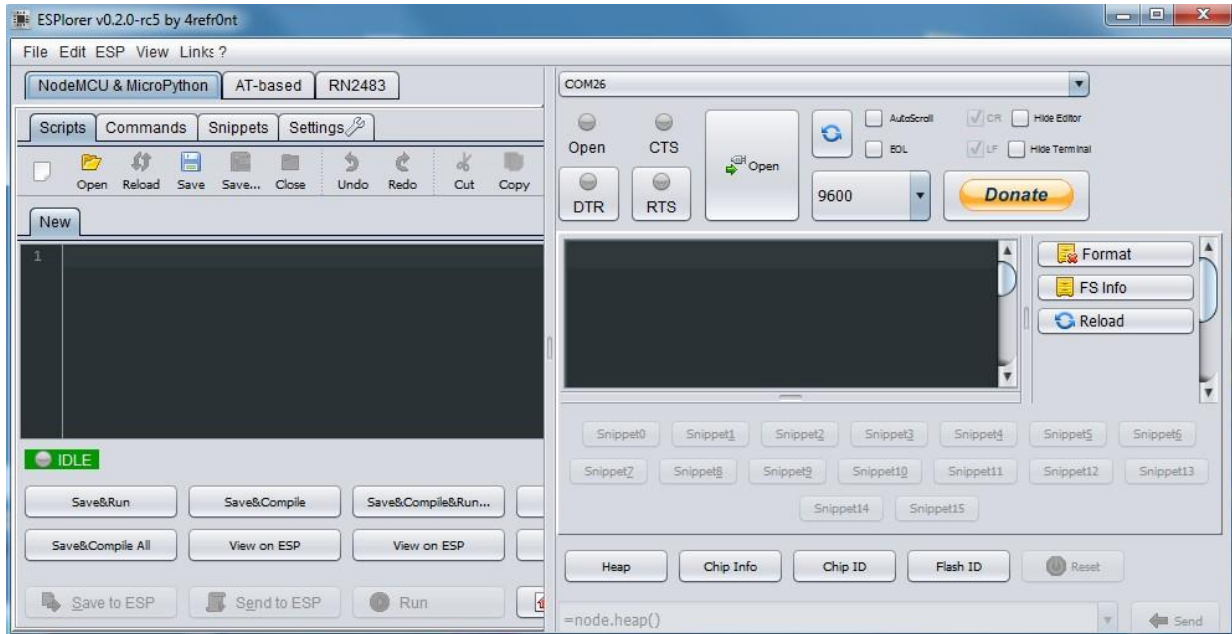 ESPlorer v0.2.0-rc5 by 4refr0nt
File Edit ESP View Links ?
NodeMCU & MicroPython AT-based RN2483
Scripts Commands Snippets Settings
Open Reload Save Save... Close Undo Redo Cut Copy
New
1
IDLE
Save&Run Save&Compile Save&Compile&Run...
Save&Compile All View on ESP View on ESP
Save to ESP Send to ESP Run
COM26
Open CTS Open AutoScroll CR Hide Editor
EOL LF Hide Terminal
DTR RTS 9600 Donate
Format
FS Info
Reload
Snippet0 Snippet1 Snippet2 Snippet3 Snippet4 Snippet5 Snippet6
Snippet7 Snippet8 Snippet9 Snippet10 Snippet11 Snippet12 Snippet13
Snippet14 Snippet15
Heap Chip Info Chip ID Flash ID Reset
=node.heap() Send